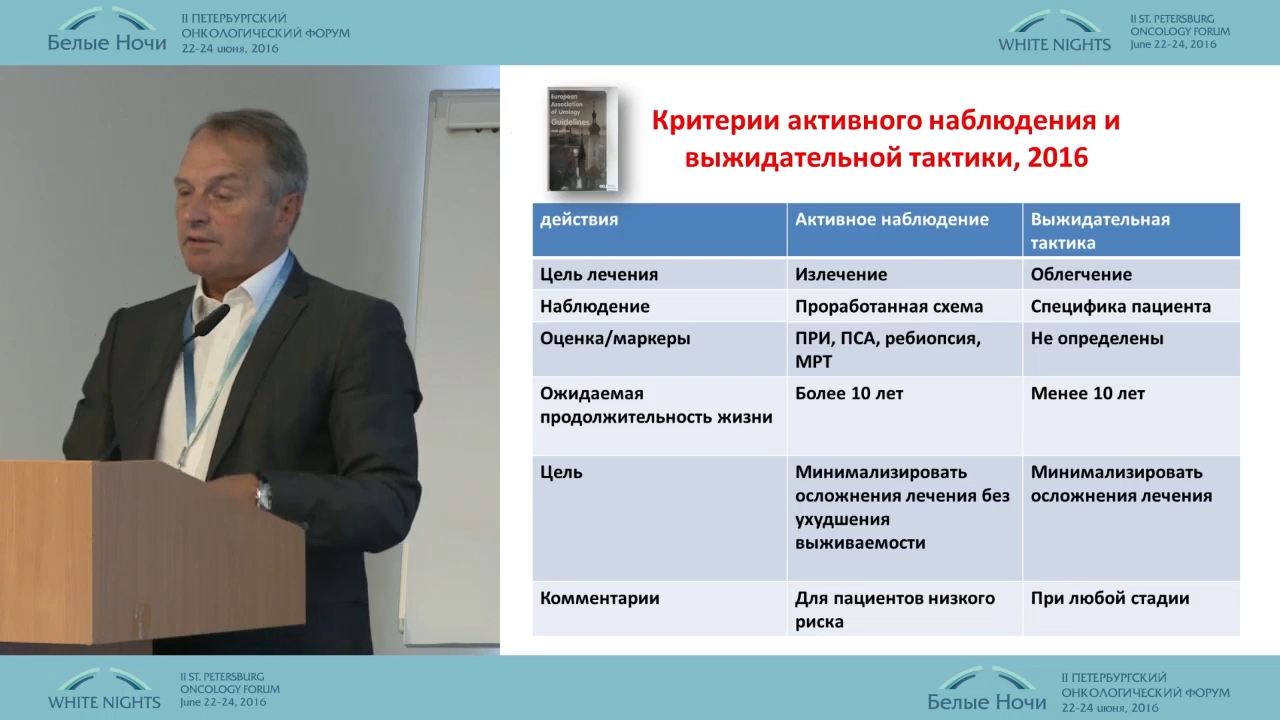 Белые Ночи
II ПЕТЕРБУРГСКИЙ
ОНКОЛОГИЧЕСКИЙ ФОРУМ
22-24 июня, 2016
WHITE NIGHTS
II ST. PETERSBURG
ONCOLOGY FORUM
June 22-24, 2016
European
Association
of Urology
Guidelines
Критерии активного наблюдения и
выжидательной тактики, 2016
действия
Активное наблюдение
Выжидательная
тактика
Цель лечения
Излечение
Облегчение
Наблюдение
Проработанная схема
Специфика пациента
Оценка/маркеры
ПРИ, ПСА, ребиопсия,
МРТ
Не определены
Ожидаемая
продолжительность жизни
Более 10 лет
Менее 10 лет
Цель
Минимализировать
осложнения лечения без
ухудшения
выживаемости
Минимализировать
осложнения лечения
Комментарии
Для пациентов низкого
риска
При любой стадии
WHITE NIGHTS
II ST. PETERSBURG
ONCOLOGY FORUM
June 22-24, 2016
Белые Ночи
II ПЕТЕРБУРГСКИЙ
ОНКОЛОГИЧЕСКИЙ ФОРУМ
22-24 июня, 2016